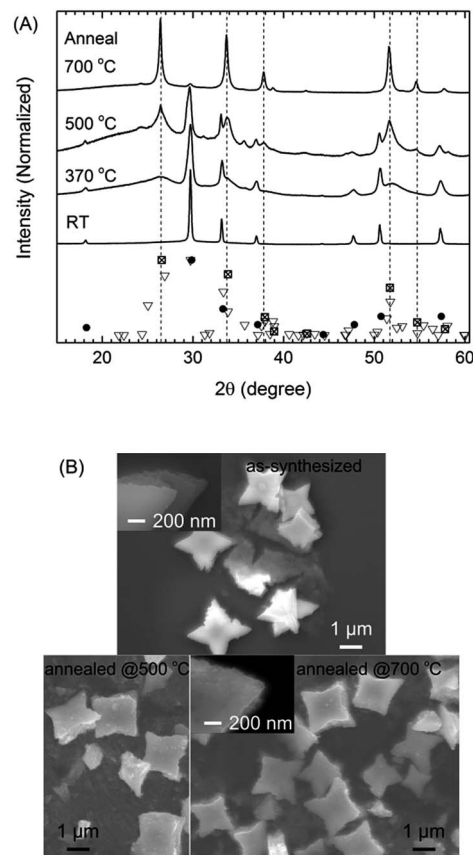 (A)
Anneal
700 °C
500 °C
370 °C
RT
Intensity (Normalized)
20 30 40 50 60
2θ (degree)
(B)
as-synthesized
200 nm
1 μm
annealed @500 °C
1 μm
annealed @700 °C
200 nm
1 μm